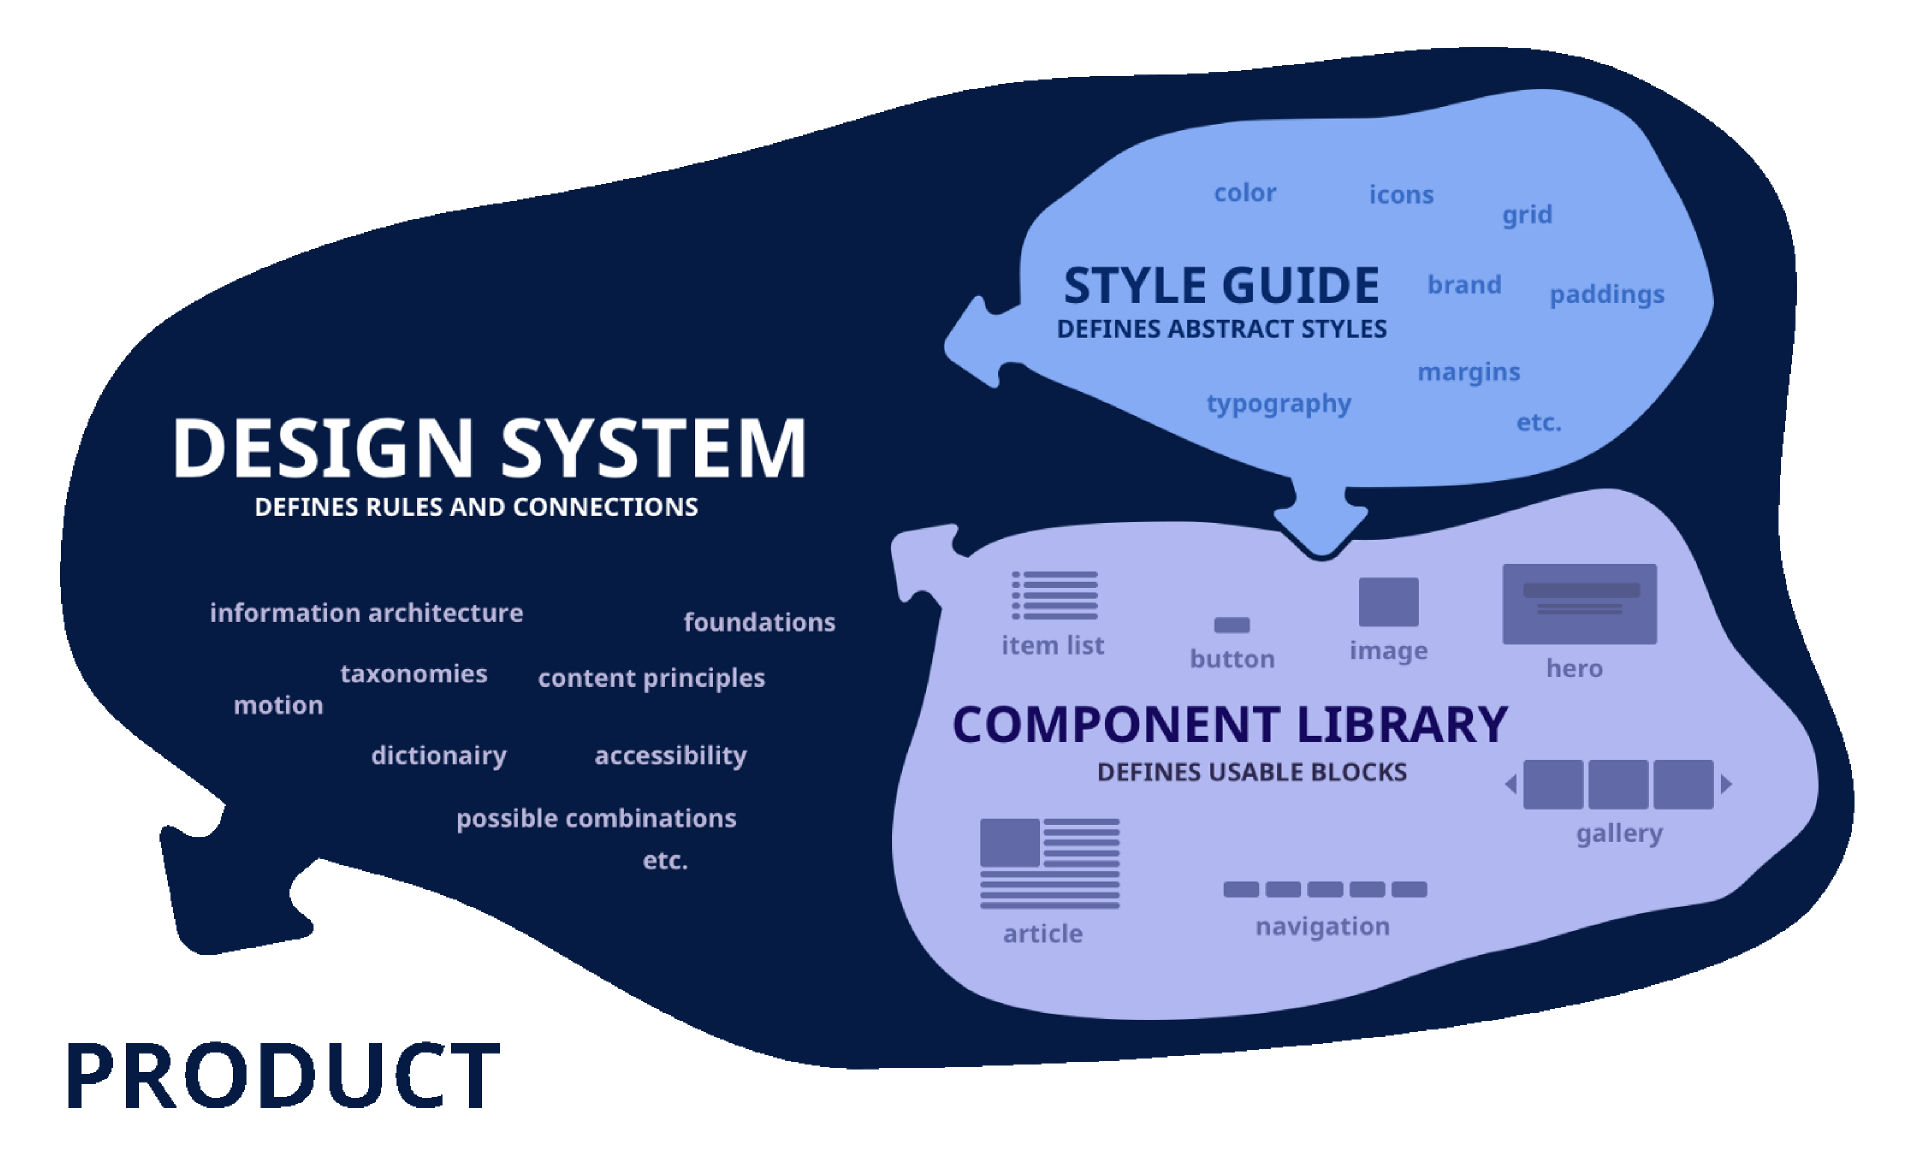 color
icons
grid
STYLE GUIDE
DEFINES ABSTRACT STYLES
brand
paddings
margins
typography
etc.
DESIGN SYSTEM
DEFINES RULES AND CONNECTIONS
information architecture
foundations
taxonomies
content principles
motion
dictionairy
accessibility
possible combinations
etc.
item list
button
image
hero
COMPONENT LIBRARY
DEFINES USABLE BLOCKS
gallery
article
navigation
PRODUCT